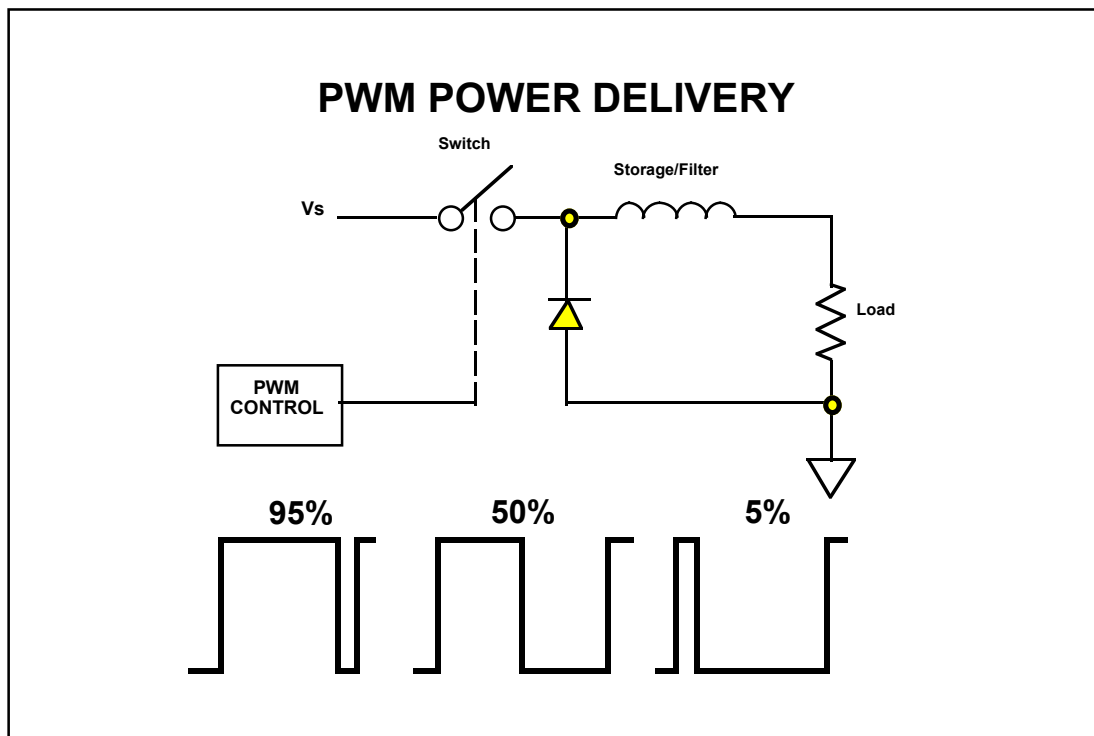 PWM POWER DELIVERY
Switch
Storage/Filter
Vs
Load
PWM
CONTROL
95%
50%
5%